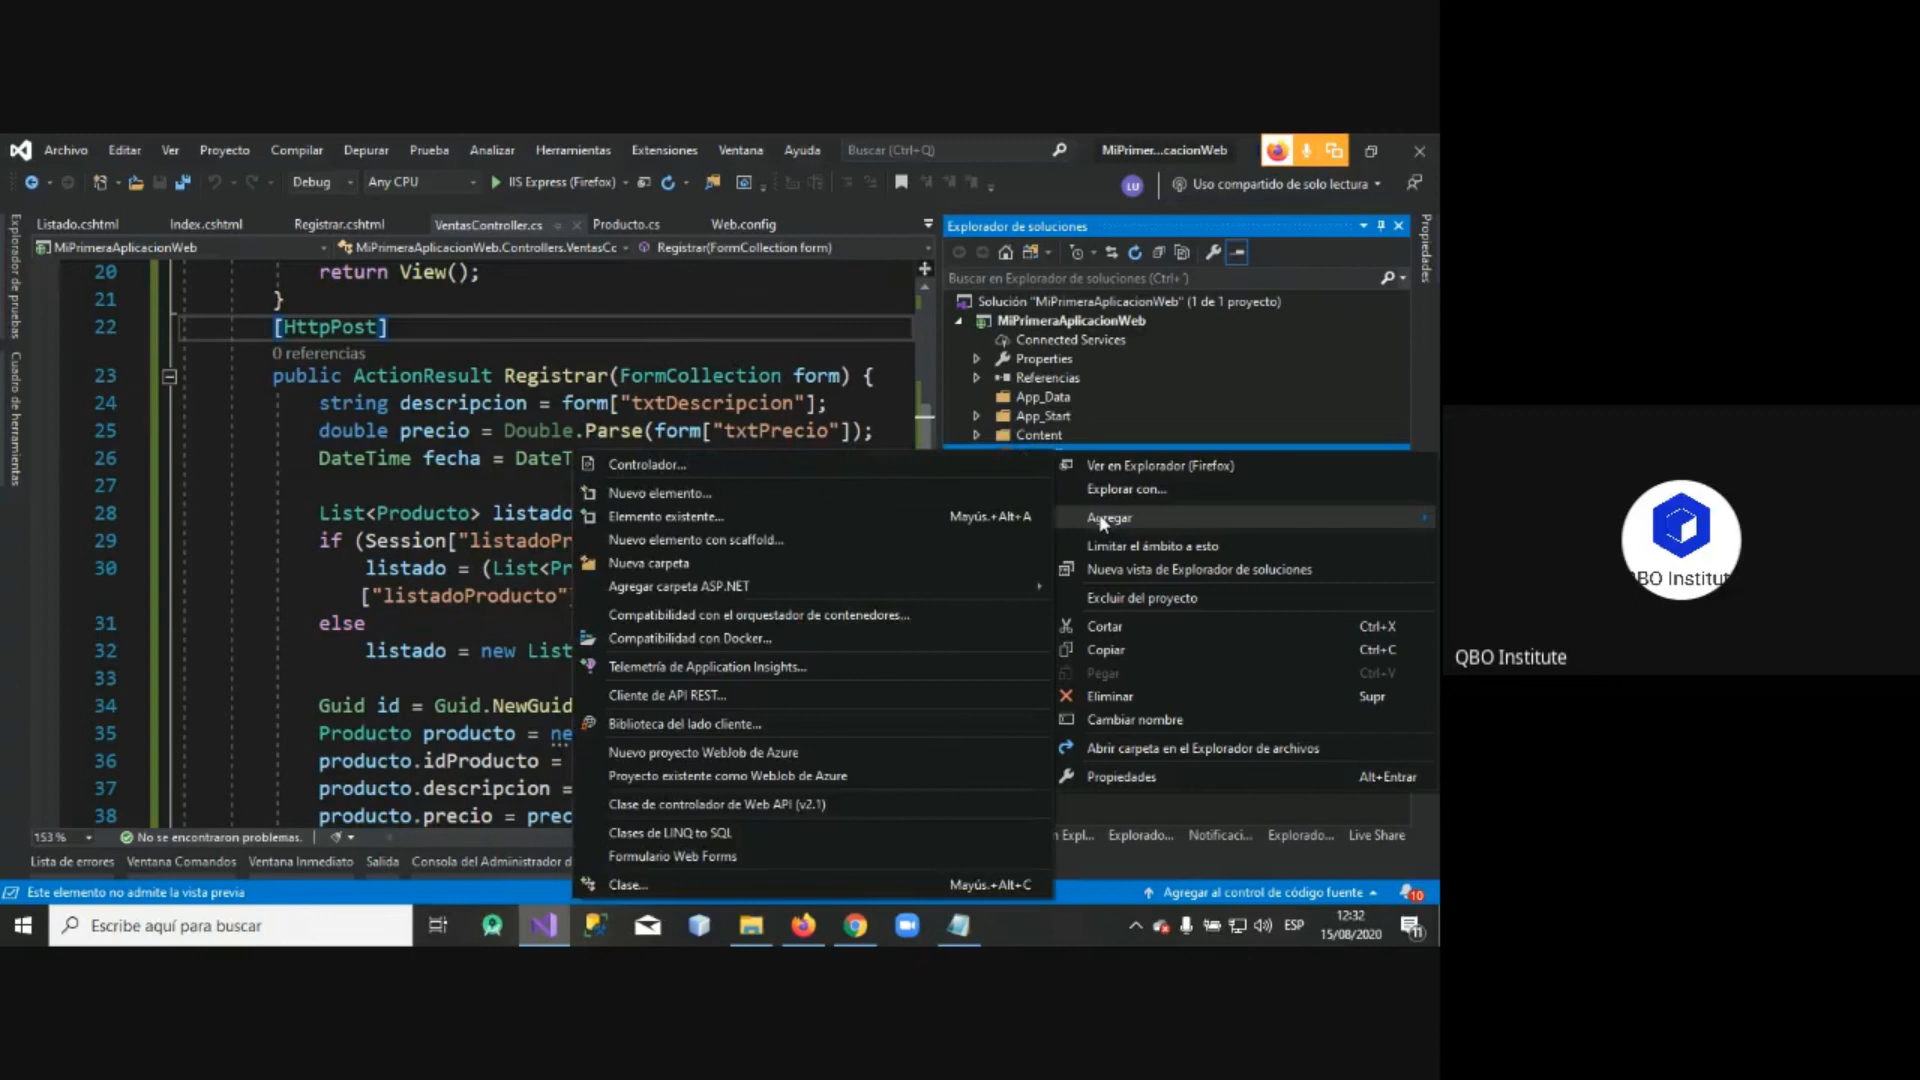 Archivo Editar Ver Proyecto Compilar Depurar Prueba Analizar Herramientas Extensiones Ventana Ayuda Buscar (Ctrl+Q) MiPrimer...cacionWeb
Debug Any CPU IIS Express (Firefox) LU Uso compartido de solo lectura
Explorador de pruebas
Cuadro de herramientas
Listado.cshtml Index.cshtml Registrar.cshtml VentasController.cs Producto.cs Web.config
MiPrimeraAplicacionWeb MiPrimeraAplicacionWeb.Controllers.VentasCc Registrar(FormCollection form)
20 return View();
21 }
22 [HttpPost]
0 referencias
23 public ActionResult Registrar(FormCollection form) {
24 string descripcion = form["txtDescripcion"];
25 double precio = Double.Parse(form["txtPrecio"]);
26 DateTime fecha = DateT
27
28 List<Producto> listado
29 if (Session["listadoPr
30 listado = (List<Pr
["listadoProducto"]
31 else
32 listado = new List
33
34 Guid id = Guid.NewGuid
35 Producto producto = ne
36 producto.idProducto =
37 producto.descripcion =
38 producto.precio = prec
153 % No se encontraron problemas.
Lista de errores Ventana Comandos Ventana Inmediato Salida Consola del Administrador d
Este elemento no admite la vista previa
Explorador de soluciones
Propiedades
Buscar en Explorador de soluciones (Ctrl+´)
Solución "MiPrimeraAplicacionWeb" (1 de 1 proyecto)
MiPrimeraAplicacionWeb
Connected Services
Properties
Referencias
App_Data
App_Start
Content
Controlador...
Nuevo elemento...
Elemento existente... Mayús.+Alt+A
Nuevo elemento con scaffold...
Nueva carpeta
Agregar carpeta ASP.NET
Compatibilidad con el orquestador de contenedores...
Compatibilidad con Docker...
Telemetría de Application Insights...
Cliente de API REST...
Biblioteca del lado cliente...
Nuevo proyecto WebJob de Azure
Proyecto existente como WebJob de Azure
Clase de controlador de Web API (v2.1)
Clases de LINQ to SQL
Formulario Web Forms
Clase... Mayús.+Alt+C
Ver en Explorador (Firefox)
Explorar con...
Agregar
Limitar el ámbito a esto
Nueva vista de Explorador de soluciones
Excluir del proyecto
Cortar Ctrl+X
Copiar Ctrl+C
Pegar Ctrl+V
Eliminar Supr
Cambiar nombre
Abrir carpeta en el Explorador de archivos
Propiedades Alt+Entrar
Expl... Explorado... Notificaci... Explorado... Live Share
Agregar al control de código fuente 10
Escribe aquí para buscar ESP 12:32
15/08/2020 11
QBO Institut
QBO Institute